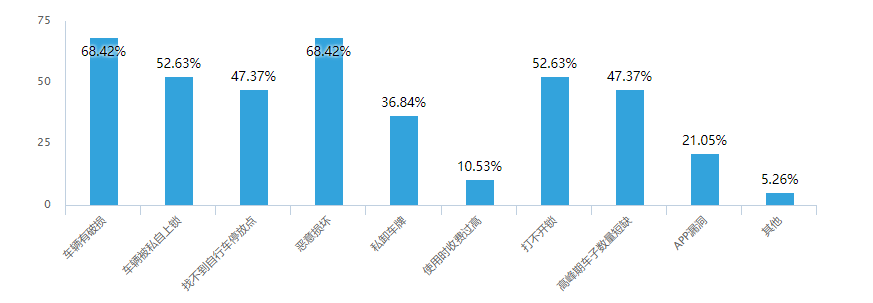 75
50
25
0
68.42%
52.63%
47.37%
68.42%
36.84%
10.53%
52.63%
47.37%
21.05%
5.26%
车辆有破损
车辆被私自上锁
找不到自行车停放点
恶意损坏
私卸车牌
使用时收费过高
打不开锁
高峰期车子数量短缺
APP漏洞
其他